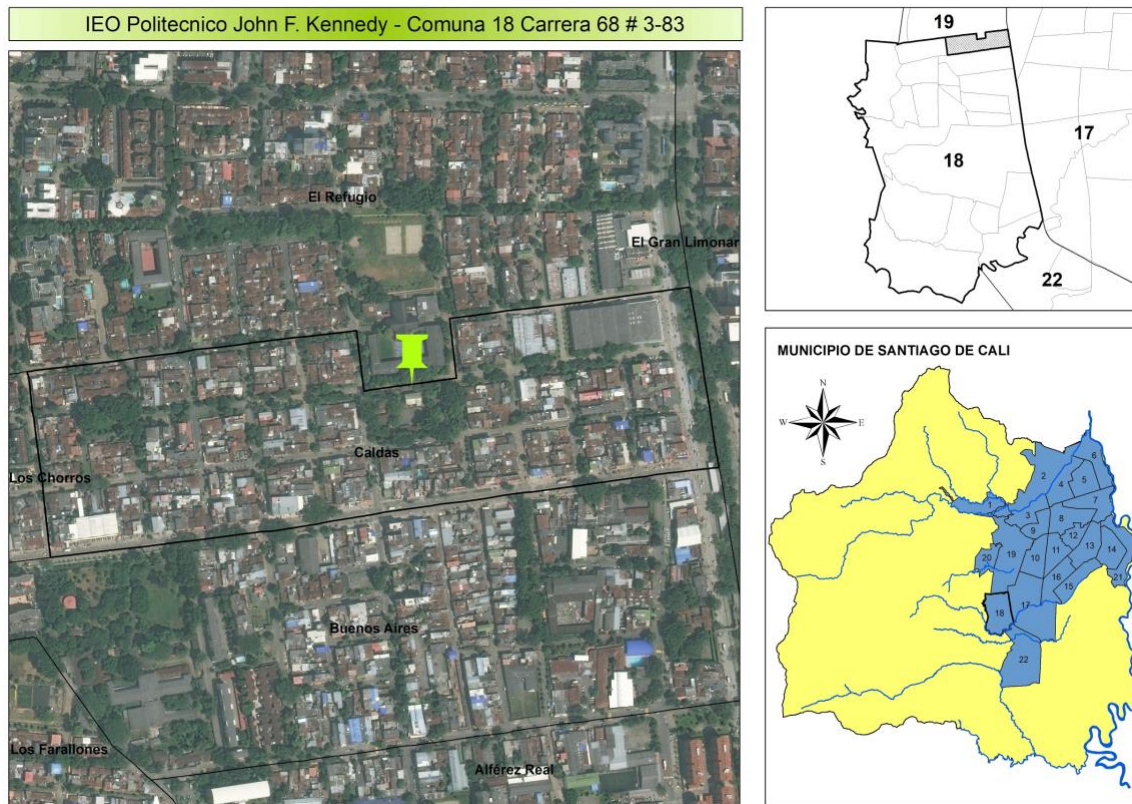 IEO Politecnico John F. Kennedy - Comuna 18 Carrera 68 # 3-83
El Refugio
El Gran Limonar
Caldas
Los Chorros
Buenos Aires
Los Farallones
Alférez Real
19
17
18
22
MUNICIPIO DE SANTIAGO DE CALI
N
W
E
S
6
2
4
5
7
1
3
8
9
12
13
14
20
19
10
11
21
16
15
18
17
22